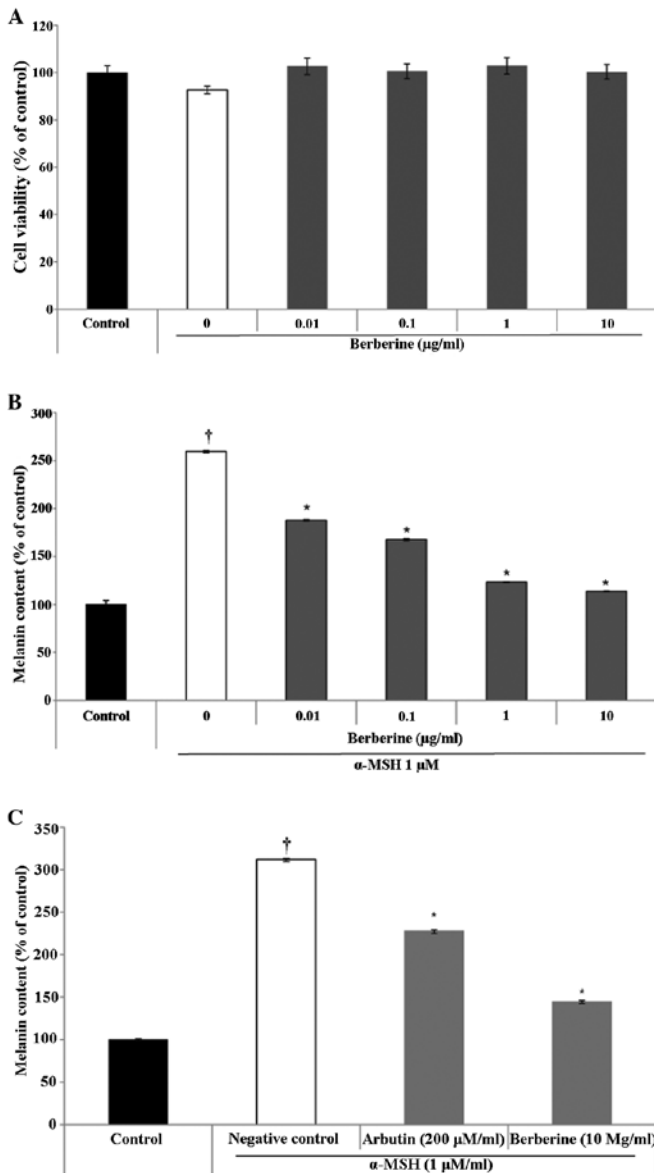 A
Cell viability (% of control)
120
100
80
60
40
20
0
Control 0 0.01 0.1 1 10
Berberine (µg/ml)
B
Melanin content (% of control)
300
250
200
150
100
50
0
†
*
*
*
*
Control 0 0.01 0.1 1 10
Berberine (µg/ml)
α-MSH 1 µM
C
Melanin content (% of control)
350
300
250
200
150
100
50
0
†
*
*
Control Negative control Arbutin (200 µM/ml) Berberine (10 Mg/ml)
α-MSH (1 µM/ml)